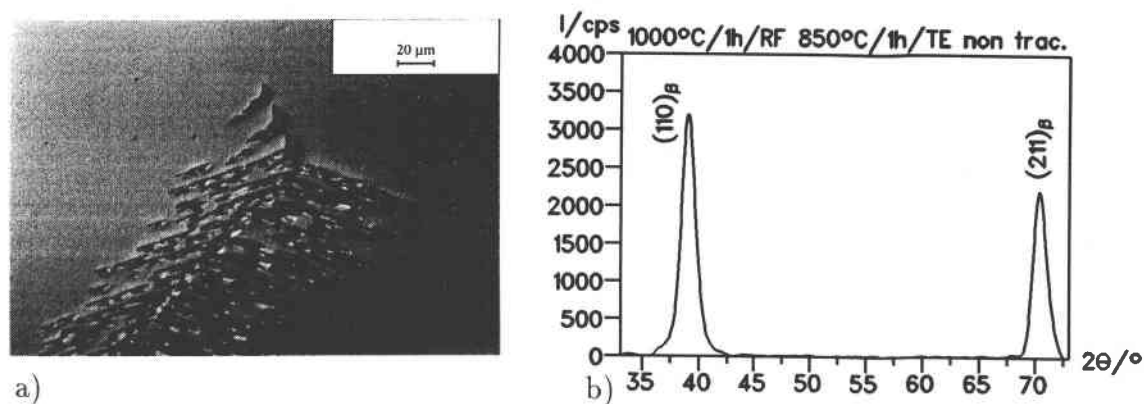 20 µm
a)
I/cps
1000°C/1h/RF 850°C/1h/TE non trac.
4000
3500
3000
2500
2000
1500
1000
500
0
(110)β
(211)β
35 40 45 50 55 60 65 70
2θ/°
b)